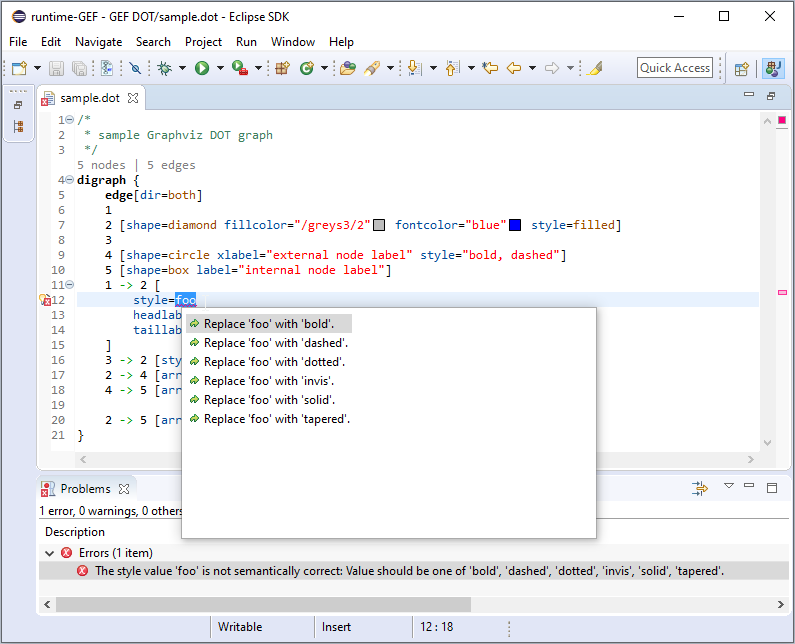 runtime-GEF - GEF DOT/sample.dot - Eclipse SDK
File Edit Navigate Search Project Run Window Help
Quick Access
sample.dot
1 /*
2 * sample Graphviz DOT graph
3 */
5 nodes | 5 edges
4 digraph {
5 edge[dir=both]
6 1
7 2 [shape=diamond fillcolor="/greys3/2" fontcolor="blue" style=filled]
8 3
9 4 [shape=circle xlabel="external node label" style="bold, dashed"]
10 5 [shape=box label="internal node label"]
11 1 -> 2 [
12 style=foo
13 headlab
14 taillab
15 ]
16 3 -> 2 [sty
17 2 -> 4 [arr
18 4 -> 5 [arr
19
20 2 -> 5 [arr
21 }
Replace 'foo' with 'bold'.
Replace 'foo' with 'dashed'.
Replace 'foo' with 'dotted'.
Replace 'foo' with 'invis'.
Replace 'foo' with 'solid'.
Replace 'foo' with 'tapered'.
Problems
1 error, 0 warnings, 0 others
Description
Errors (1 item)
The style value 'foo' is not semantically correct: Value should be one of 'bold', 'dashed', 'dotted', 'invis', 'solid', 'tapered'.
Writable Insert 12 : 18